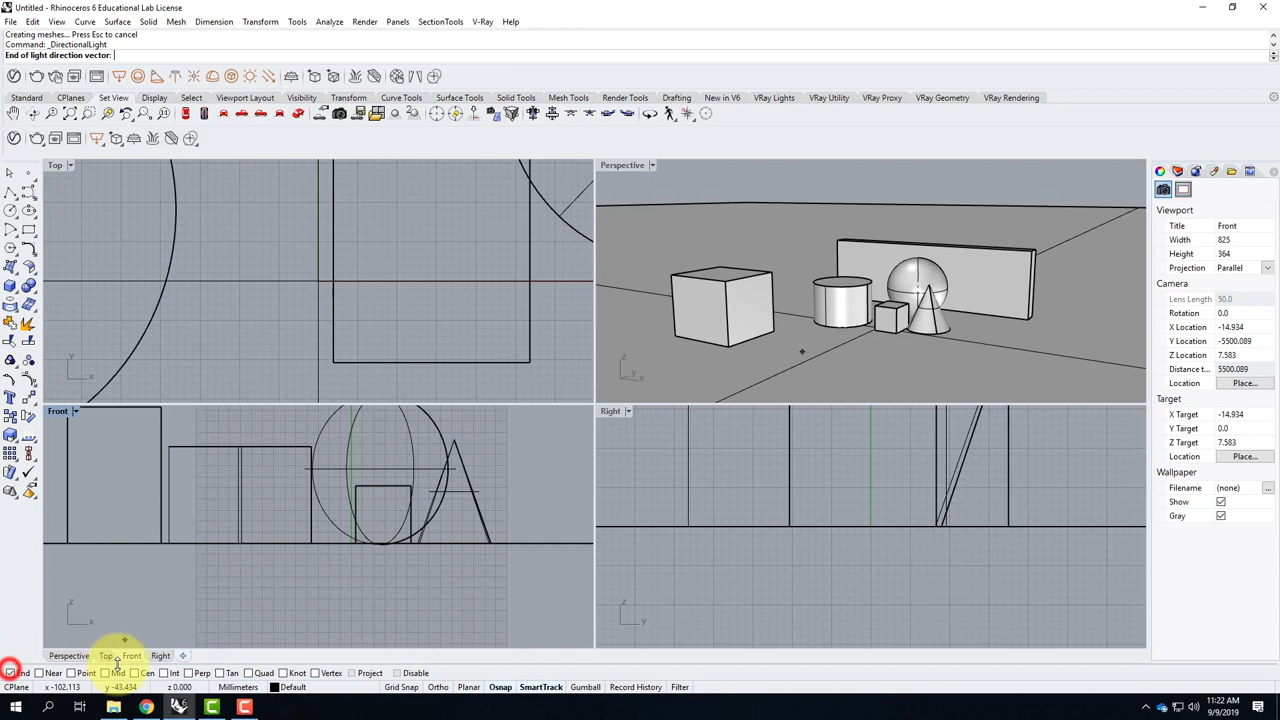 Untitled - Rhinoceros 6 Educational Lab License
File Edit View Curve Surface Solid Mesh Dimension Transform Tools Analyze Render Panels SectionTools V-Ray Help
Creating meshes... Press Esc to cancel
Command: _DirectionalLight
End of light direction vector:
Standard CPlanes Set View Display Select Viewport Layout Visibility Transform Curve Tools Surface Tools Solid Tools Mesh Tools Render Tools Drafting New in V6 VRay Lights VRay Utility VRay Proxy VRay Geometry VRay Rendering
Top
Perspective
Viewport
Title Front
Width 825
Height 364
Projection Parallel
Camera
Lens Length 50.0
Rotation 0.0
X Location -14.934
Y Location -5500.089
Z Location 7.583
Distance t... 5500.089
Location Place...
Target
X Target -14.934
Y Target 0.0
Z Target 7.583
Location Place...
Wallpaper
Filename (none) ...
Show
Gray
y
x
z
y
x
Front
Right
z
x
z
y
Perspective Top Front Right
End Near Point Mid Cen Int Perp Tan Quad Knot Vertex Project Disable
CPlane x -102.113 y -43.434 z 0.000 Millimeters Default Grid Snap Ortho Planar Osnap SmartTrack Gumball Record History Filter
11:22 AM
9/9/2019